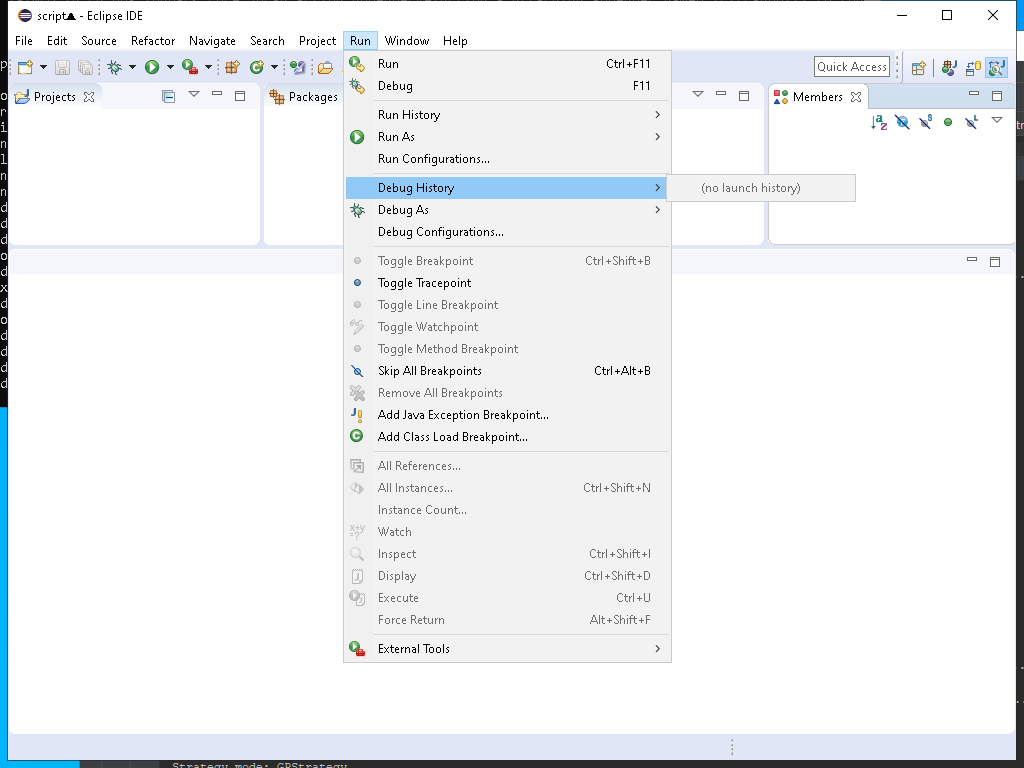 script▲ - Eclipse IDE
File Edit Source Refactor Navigate Search Project Run Window Help
Quick Access
Projects
Packages
Members
Run Ctrl+F11
Debug F11
Run History
Run As
Run Configurations...
Debug History
(no launch history)
Debug As
Debug Configurations...
Toggle Breakpoint Ctrl+Shift+B
Toggle Tracepoint
Toggle Line Breakpoint
Toggle Watchpoint
Toggle Method Breakpoint
Skip All Breakpoints Ctrl+Alt+B
Remove All Breakpoints
Add Java Exception Breakpoint...
Add Class Load Breakpoint...
All References...
All Instances... Ctrl+Shift+N
Instance Count...
Watch
Inspect Ctrl+Shift+I
Display Ctrl+Shift+D
Execute Ctrl+U
Force Return Alt+Shift+F
External Tools
Strategy mode: GPStrategy